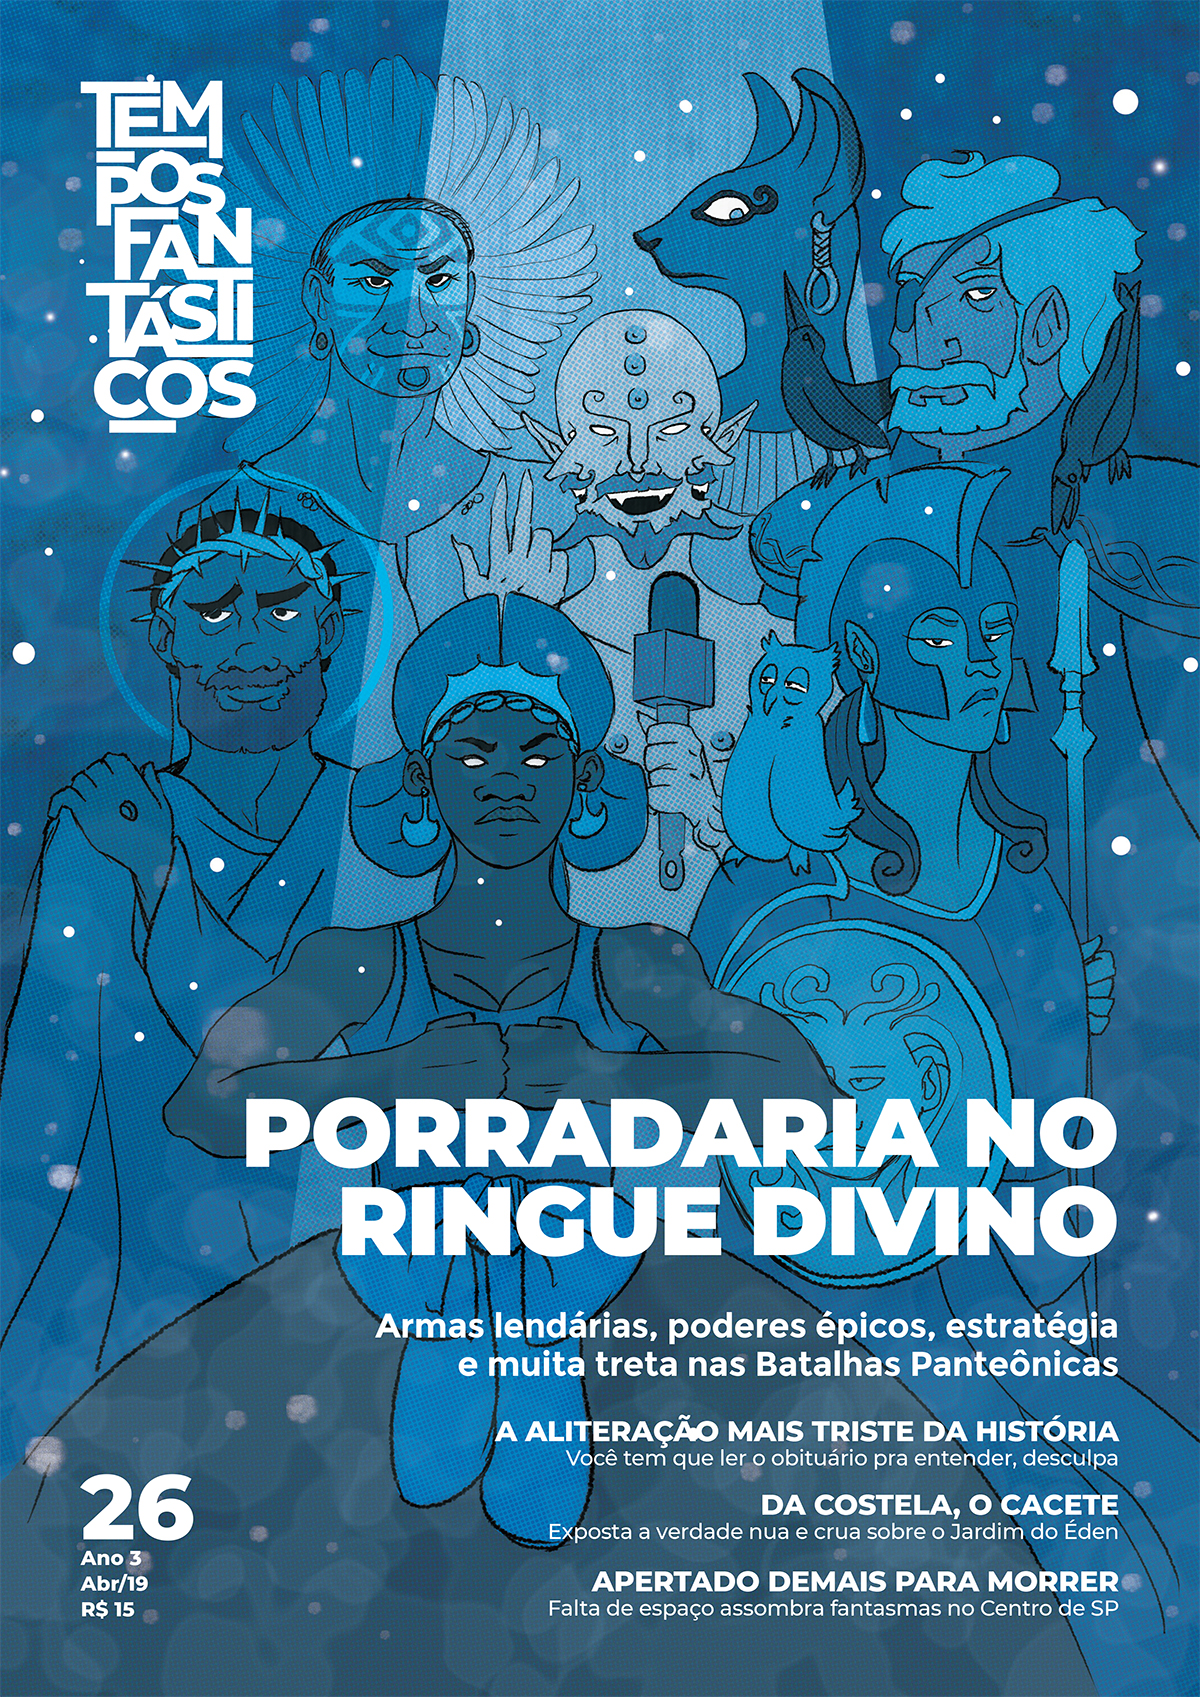 TEM
POS
FAN
TÁSTI
COS
PORRADARIA NO
RINGUE DIVINO
Armas lendárias, poderes épicos, estratégia
e muita treta nas Batalhas Panteônicas
A ALITERAÇÃO MAIS TRISTE DA HISTÓRIA
Você tem que ler o obituário pra entender, desculpa
DA COSTELA, O CACETE
Exposta a verdade nua e crua sobre o Jardim do Éden
APERTADO DEMAIS PARA MORRER
Falta de espaço assombra fantasmas no Centro de SP
26
Ano 3
Abr/19
R$ 15